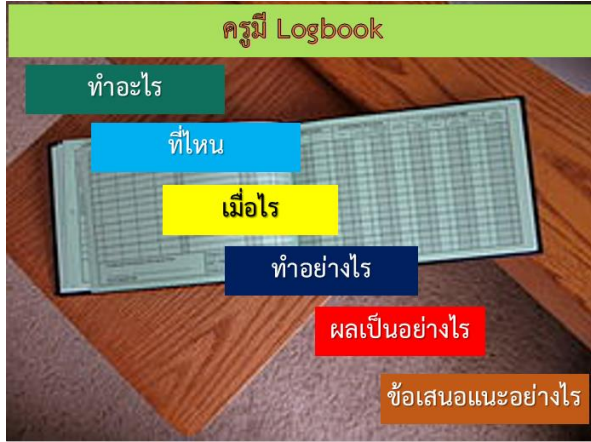 ครูมี Logbook
ทำอะไร
ที่ไหน
เมื่อไร
ทำอย่างไร
ผลเป็นอย่างไร
ข้อเสนอแนะอย่างไร